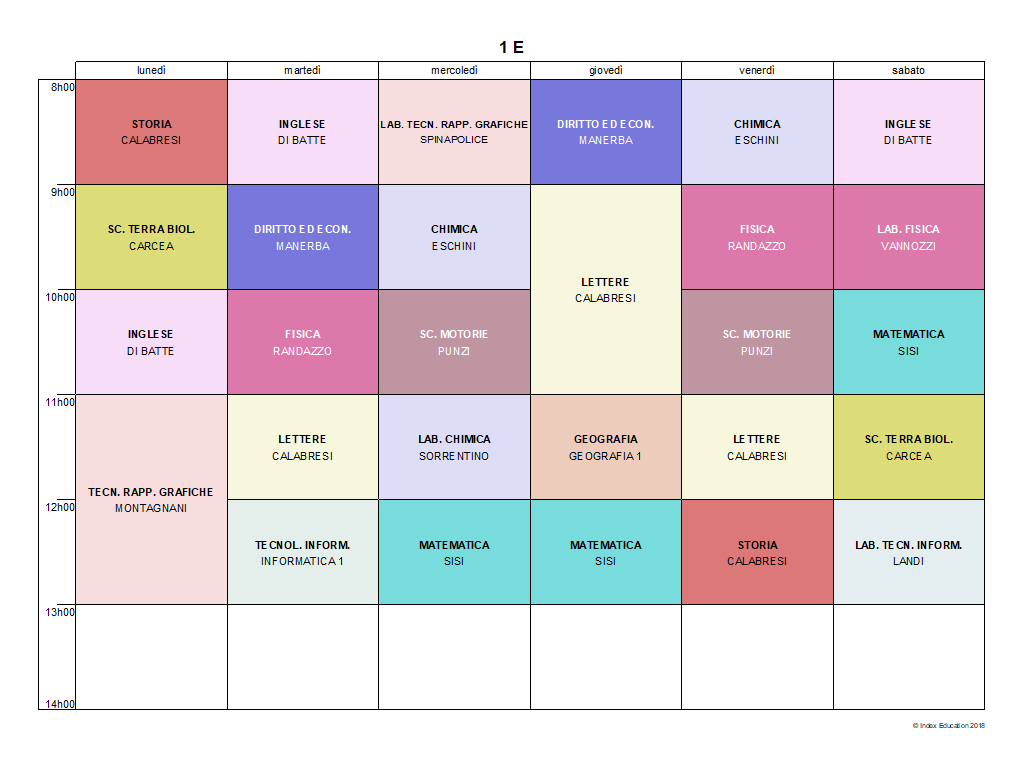 1 E
lunedì martedì mercoledì giovedì venerdì sabato
8h00
STORIA INGLESE LAB. TECN. RAPP. GRAFICHE DIRITTO ED ECON. CHIMICA INGLESE
CALABRESI DI BATTE SPINAPOLICE MANERBA ESCHINI DI BATTE
9h00
SC. TERRA BIOL. DIRITTO ED ECON. CHIMICA FISICA LAB. FISICA
CARCEA MANERBA ESCHINI RANDAZZO VANNOZZI
LETTERE
CALABRESI
10h00
INGLESE FISICA SC. MOTORIE SC. MOTORIE MATEMATICA
DI BATTE RANDAZZO PUNZI PUNZI SISI
11h00
LETTERE LAB. CHIMICA GEOGRAFIA LETTERE SC. TERRA BIOL.
CALABRESI SORRENTINO GEOGRAFIA 1 CALABRESI CARCEA
TECN. RAPP. GRAFICHE
MONTAGNANI
12h00
TECNOL. INFORM. MATEMATICA MATEMATICA STORIA LAB. TECN. INFORM.
INFORMATICA 1 SISI SISI CALABRESI LANDI
13h00
14h00
© Index Education 2018